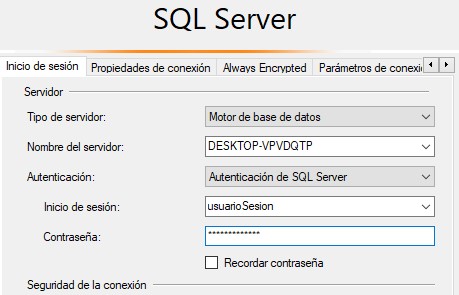 SQL Server
Inicio de sesión Propiedades de conexión Always Encrypted Parámetros de conexi
Servidor
Tipo de servidor: Motor de base de datos
Nombre del servidor: DESKTOP-VPVDQTP
Autenticación: Autenticación de SQL Server
Inicio de sesión: usuarioSesion
Contraseña: *************
Recordar contraseña
Seguridad de la conexión